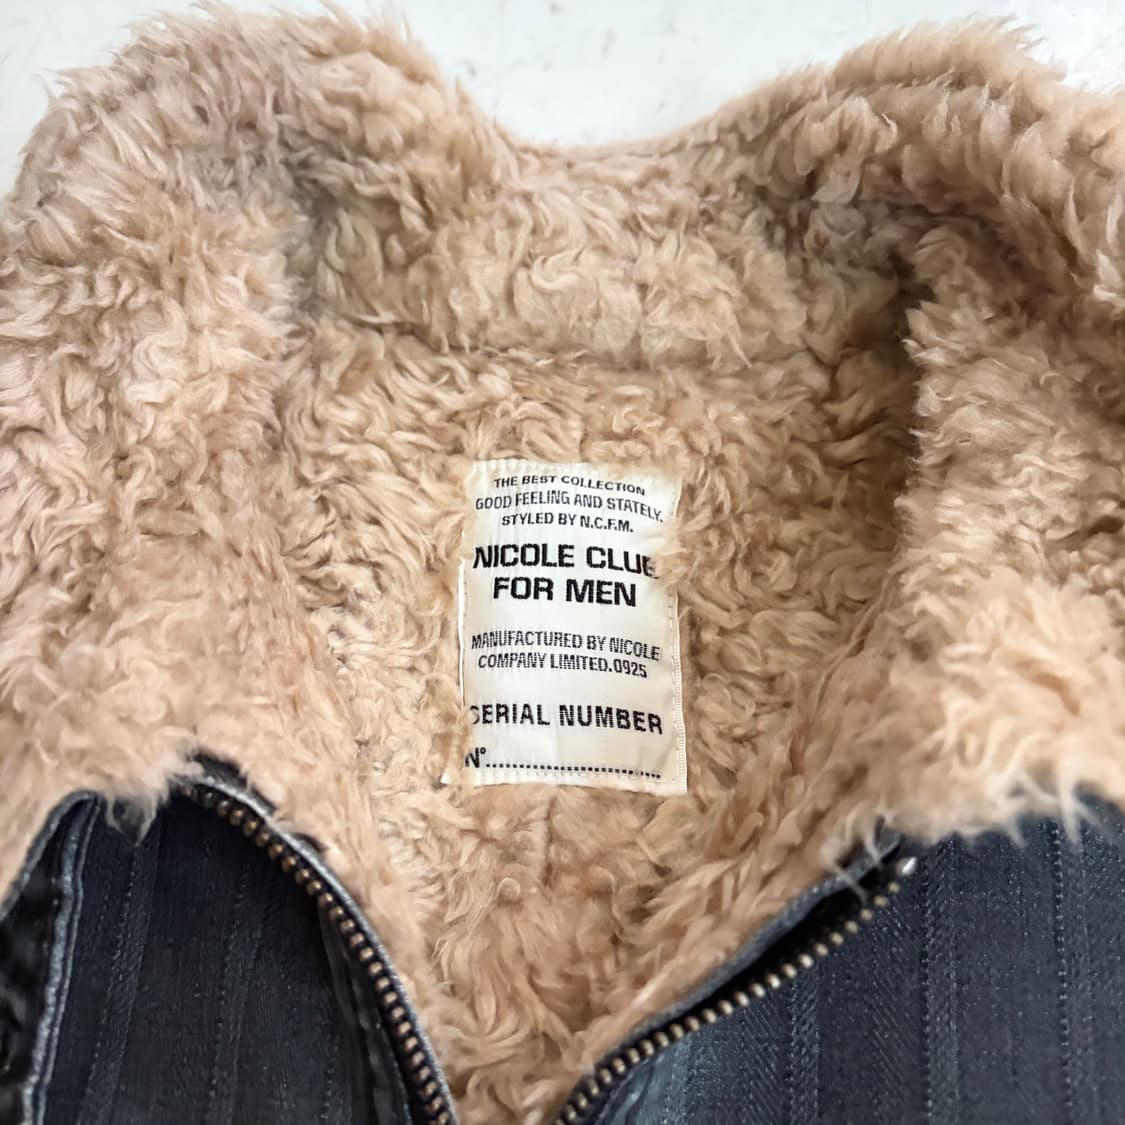 THE BEST COLLECTION
GOOD FEELING AND STATELY.
STYLED BY N.C.F.M.
NICOLE CLUB
FOR MEN
MANUFACTURED BY NICOLE
COMPANY LIMITED.0925
SERIAL NUMBER
N°..............................